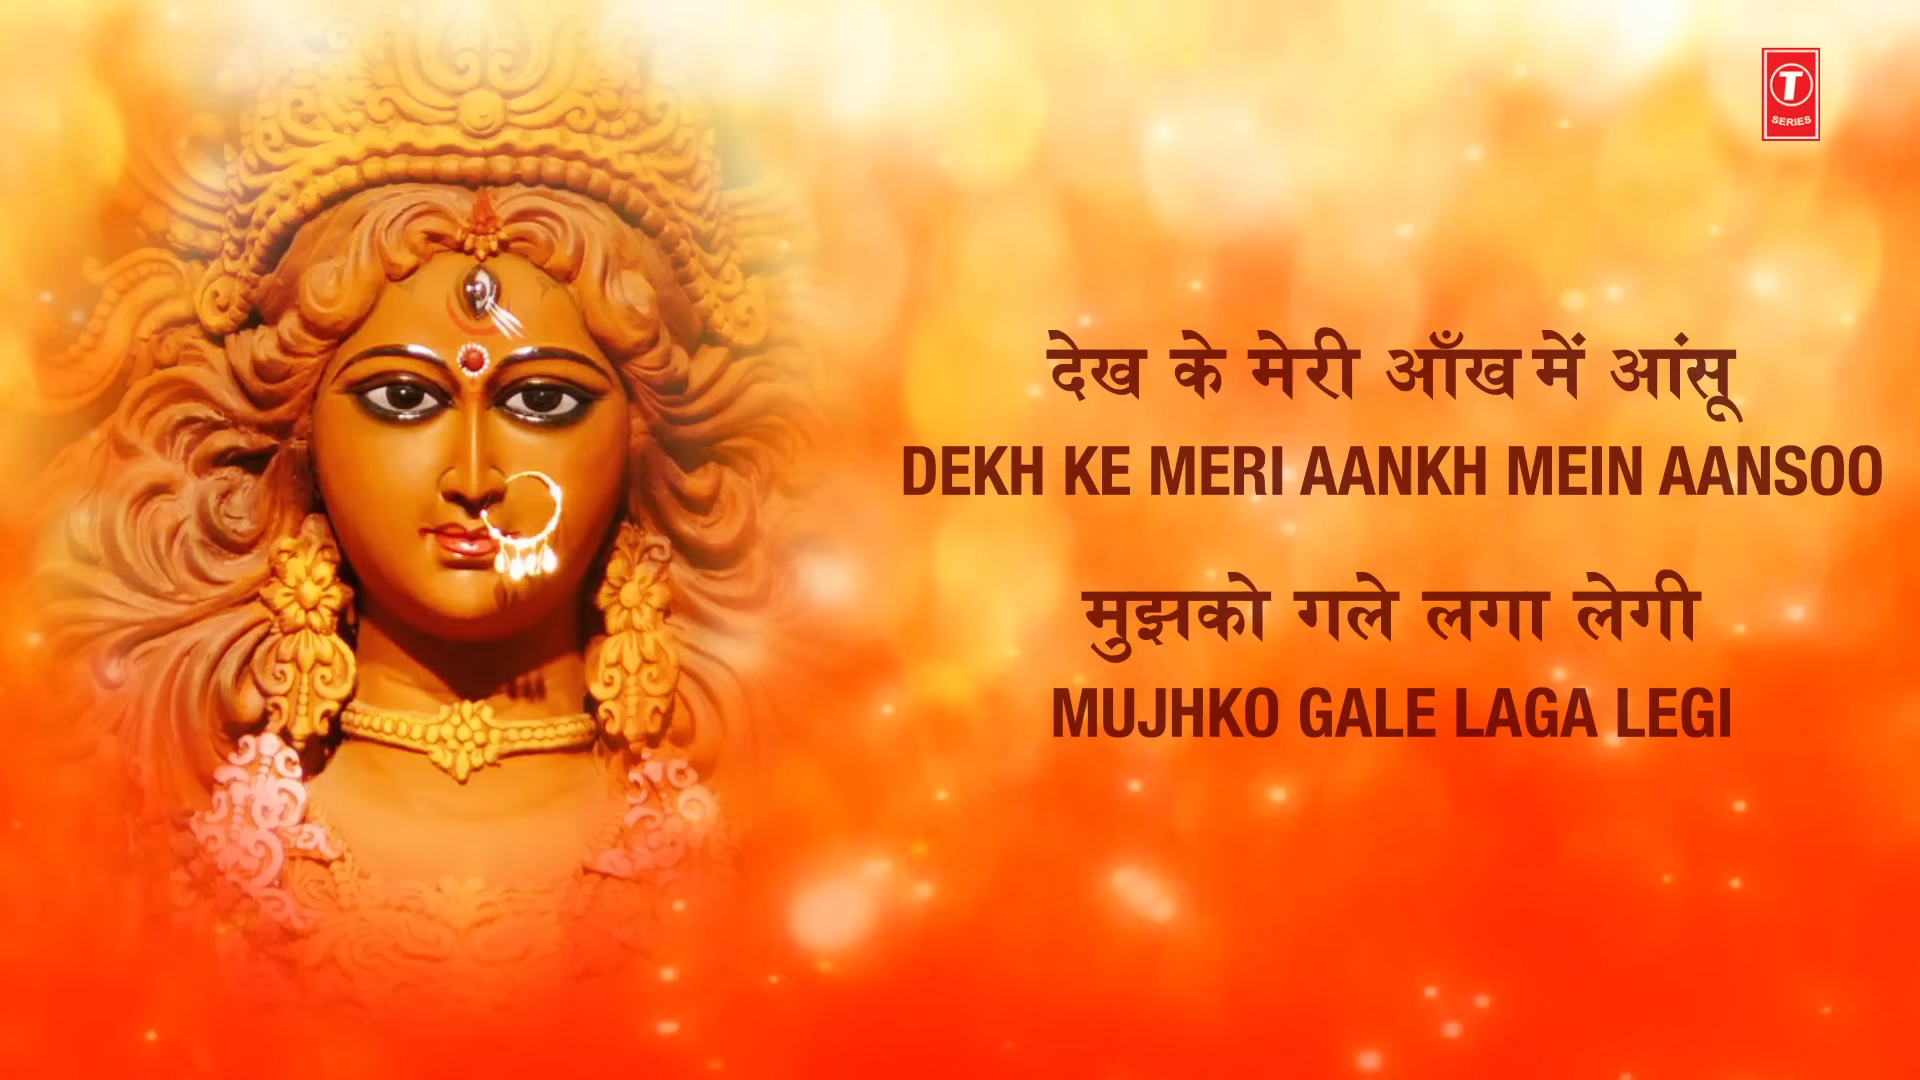 T
SERIES
देख के मेरी आँख में आंसू
DEKH KE MERI AANKH MEIN AANSOO
मुझको गले लगा लेगी
MUJHKO GALE LAGA LEGI